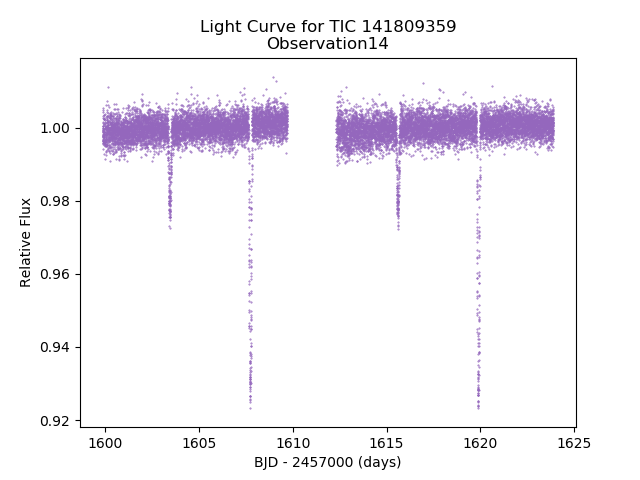 Light Curve for TIC 141809359
Observation14
1.00
0.98
0.96
0.94
0.92
Relative Flux
1600
1605
1610
1615
1620
1625
BJD - 2457000 (days)